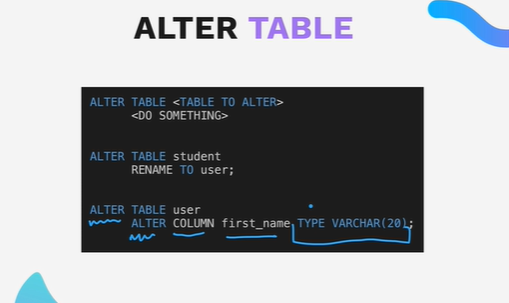 ALTER TABLE
ALTER TABLE <TABLE TO ALTER>
<DO SOMETHING>
ALTER TABLE student
RENAME TO user;
ALTER TABLE user
ALTER COLUMN first_name TYPE VARCHAR(20);